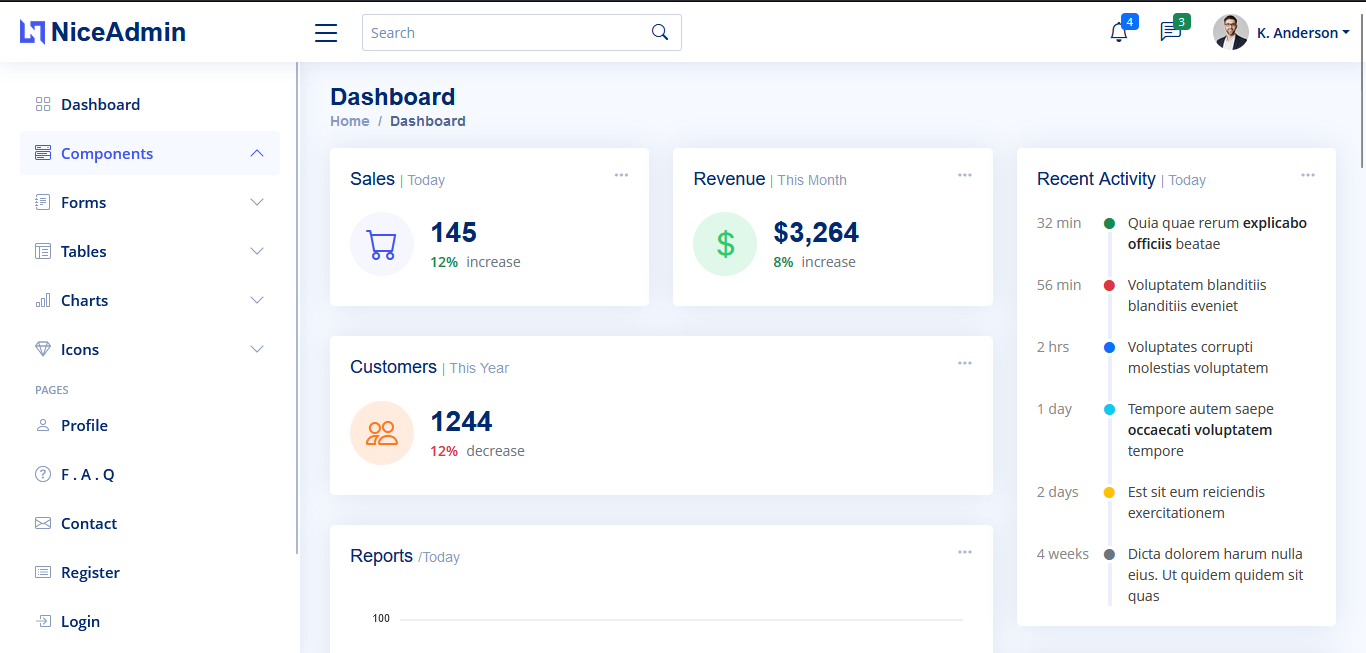 NiceAdmin
Search
4
3
K. Anderson
Dashboard
Components
Forms
Tables
Charts
Icons
PAGES
Profile
F . A . Q
Contact
Register
Login
Dashboard
Home / Dashboard
Sales | Today
145
12% increase
Revenue | This Month
$
$3,264
8% increase
Customers | This Year
1244
12% decrease
Reports /Today
100
Recent Activity | Today
32 min
Quia quae rerum explicabo
officiis beatae
56 min
Voluptatem blanditiis
blanditiis eveniet
2 hrs
Voluptates corrupti
molestias voluptatem
1 day
Tempore autem saepe
occaecati voluptatem
tempore
2 days
Est sit eum reiciendis
exercitationem
4 weeks
Dicta dolorem harum nulla
eius. Ut quidem quidem sit
quas